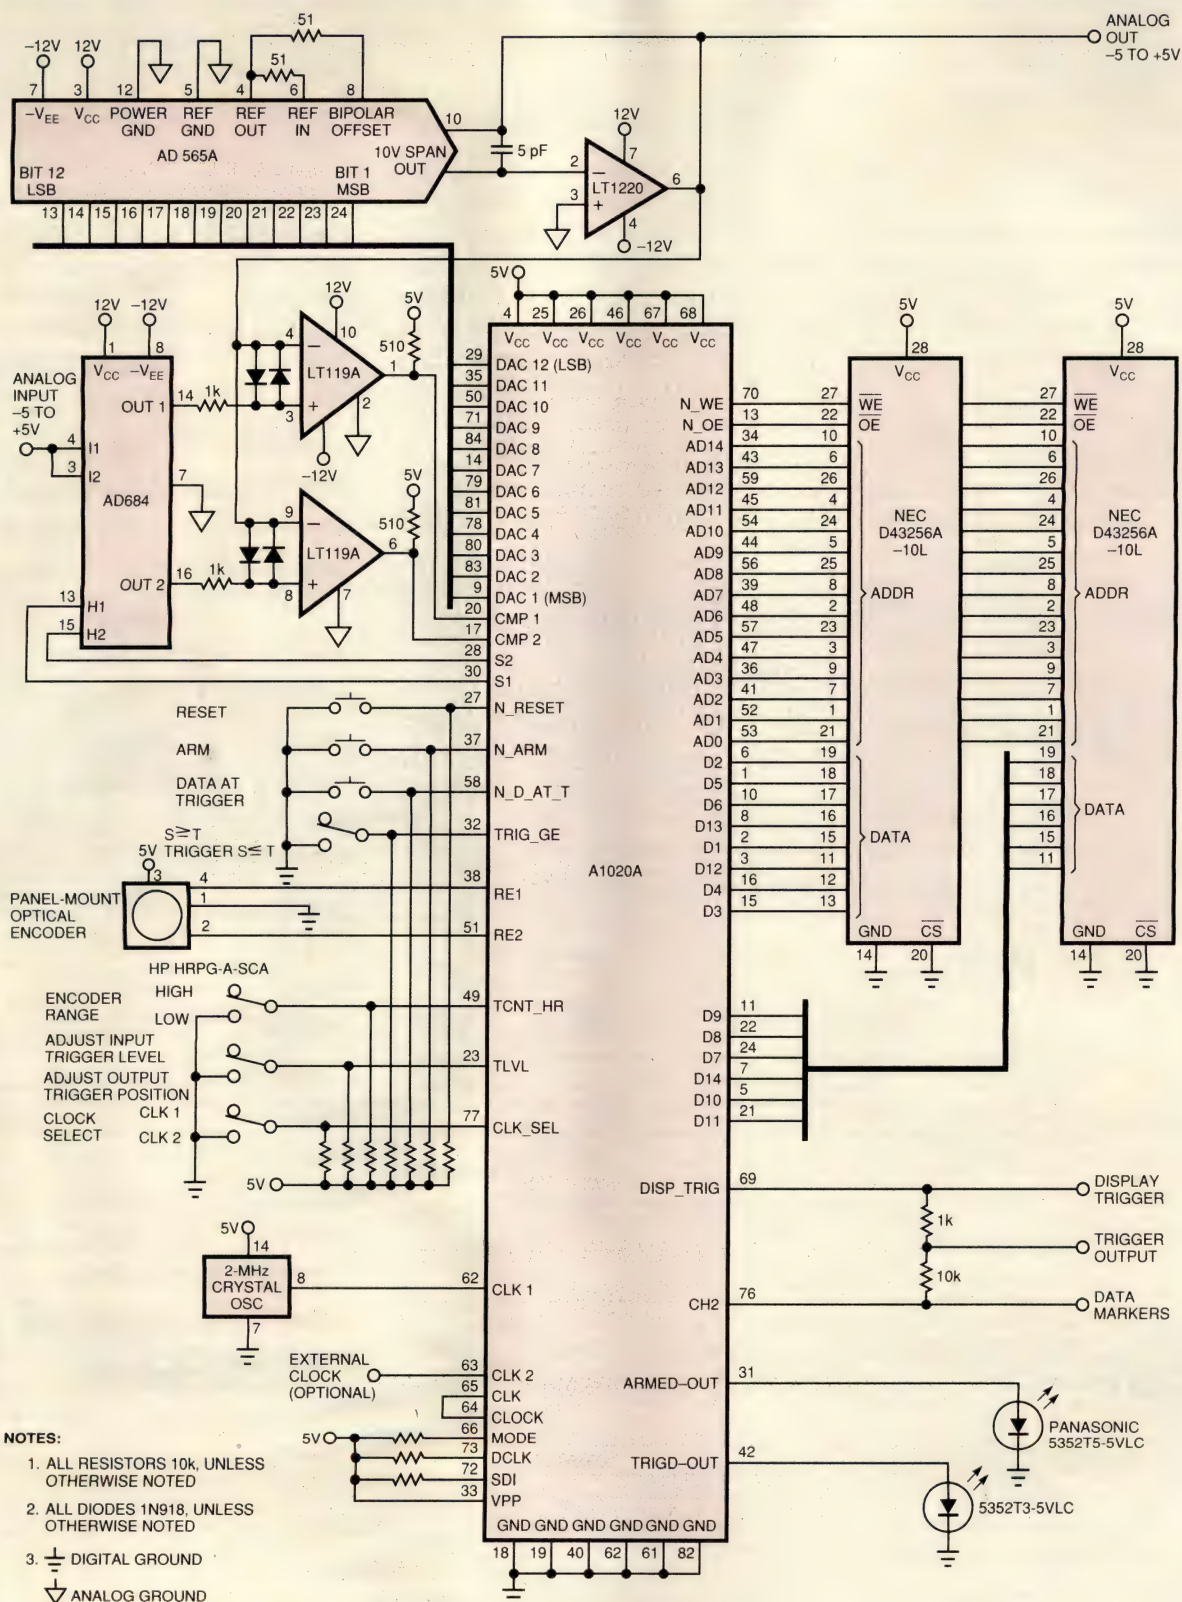 51
ANALOG
OUT
–5 TO +5V
–12V 12V
51
7 3 12 5 4 6 8
–VEE VCC POWER GND REF GND REF OUT REF IN BIPOLAR OFFSET
10
AD 565A
10V SPAN
OUT
BIT 12
LSB
BIT 1
MSB
13 14 15 16 17 18 19 20 21 22 23 24
5 pF
12V
7
2 –
LT1220
6
3 +
4
–12V
12V –12V
1 8
VCC –VEE
ANALOG
INPUT
–5 TO
+5V
4 I1
3 I2
AD684
OUT 1 14 1k
7
OUT 2 16 1k
13 H1
15 H2
12V
10
4 –
LT119A
1
3 +
2
–12V
5V
510
9 –
LT119A
6
8 +
7
5V
510
5V
4 25 26 46 67 68
VCC VCC VCC VCC VCC VCC
29 DAC 12 (LSB)
35 DAC 11
50 DAC 10
71 DAC 9
84 DAC 8
14 DAC 7
79 DAC 6
81 DAC 5
78 DAC 4
80 DAC 3
83 DAC 2
9 DAC 1 (MSB)
20 CMP 1
17 CMP 2
28 S2
30 S1
RESET 27 N_RESET
ARM 37 N_ARM
DATA AT
TRIGGER
58 N_D_AT_T
S≧T
TRIGGER S≦T
32 TRIG_GE
A1020A
5V
3
PANEL-MOUNT
OPTICAL
ENCODER
4
1
2
38 RE1
51 RE2
HP HRPG-A-SCA
ENCODER
RANGE
HIGH
LOW
49 TCNT_HR
ADJUST INPUT
TRIGGER LEVEL
ADJUST OUTPUT
TRIGGER POSITION
23 TLVL
CLOCK
SELECT
CLK 1
CLK 2
77 CLK_SEL
5V
5V
14
2-MHz
CRYSTAL
OSC
8
7
62 CLK 1
EXTERNAL
CLOCK
(OPTIONAL)
63 CLK 2
65 CLK
64 CLOCK
5V
66 MODE
73 DCLK
72 SDI
33 VPP
GND GND GND GND GND GND
18 19 40 62 61 82
N_WE 70 27 WE
N_OE 13 22 OE
AD14 34 10
AD13 43 6
AD12 59 26
AD11 45 4
AD10 54 24
AD9 44 5
AD8 56 25
AD7 39 8
AD6 48 2
AD5 57 23
AD4 47 3
AD3 36 9
AD2 41 7
AD1 52 1
AD0 53 21
D2 6 19
D5 1 18
D6 10 17
D13 8 16
D1 2 15
D12 3 11
D4 16 12
D3 15 13
5V
28
VCC
NEC
D43256A
–10L
ADDR
DATA
GND CS
14 20
5V
28
VCC
27 WE
22 OE
10
6
26
4
24
5
25
8
2
23
3
9
7
1
21
19
18
17
16
15
11
NEC
D43256A
–10L
ADDR
DATA
GND CS
14 20
D9 11
D8 22
D7 24
D14 7
D10 5
D11 21
DISP_TRIG 69
DISPLAY
TRIGGER
1k
TRIGGER
OUTPUT
10k
CH2 76
DATA
MARKERS
ARMED–OUT 31
PANASONIC
5352T5-5VLC
TRIGD–OUT 42
5352T3-5VLC
NOTES:
1. ALL RESISTORS 10k, UNLESS
OTHERWISE NOTED
2. ALL DIODES 1N918, UNLESS
OTHERWISE NOTED
3. DIGITAL GROUND
ANALOG GROUND